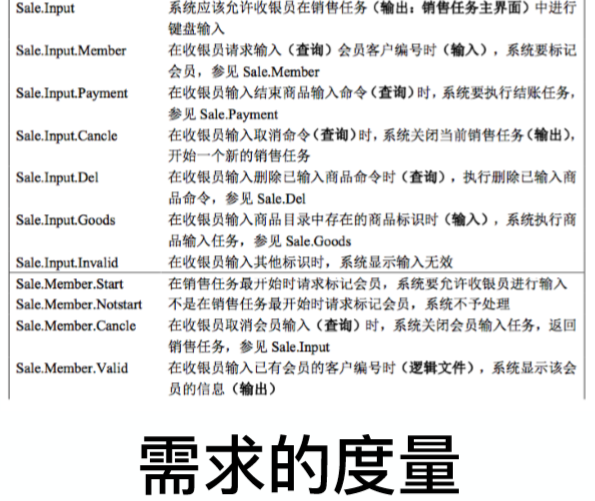 Sale.Input 系统应该允许收银员在销售任务（输出：销售任务主界面）中进行
键盘输入
Sale.Input.Member 在收银员请求输入（查询）会员客户编号时（输入），系统要标记
会员，参见 Sale.Member
Sale.Input.Payment 在收银员输入结束商品输入命令（查询）时，系统要执行结账任务，
参见 Sale.Payment
Sale.Input.Cancle 在收银员输入取消命令（查询）时，系统关闭当前销售任务（输出），
开始一个新的销售任务
Sale.Input.Del 在收银员输入删除已输入商品命令时（查询），执行删除已输入商
品命令，参见 Sale.Del
Sale.Input.Goods 在收银员输入商品目录中存在的商品标识时（输入），系统执行商
品输入任务，参见 Sale.Goods
Sale.Input.Invalid 在收银员输入其他标识时，系统显示输入无效
Sale.Member.Start 在销售任务最开始时请求标记会员，系统要允许收银员进行输入
Sale.Member.Notstart 不是在销售任务最开始时请求标记会员，系统不予处理
Sale.Member.Cancle 在收银员取消会员输入（查询）时，系统关闭会员输入任务，返回
销售任务，参见 Sale.Input
Sale.Member.Valid 在收银员输入已有会员的客户编号时（逻辑文件），系统显示该会
员的信息（输出）
需求的度量